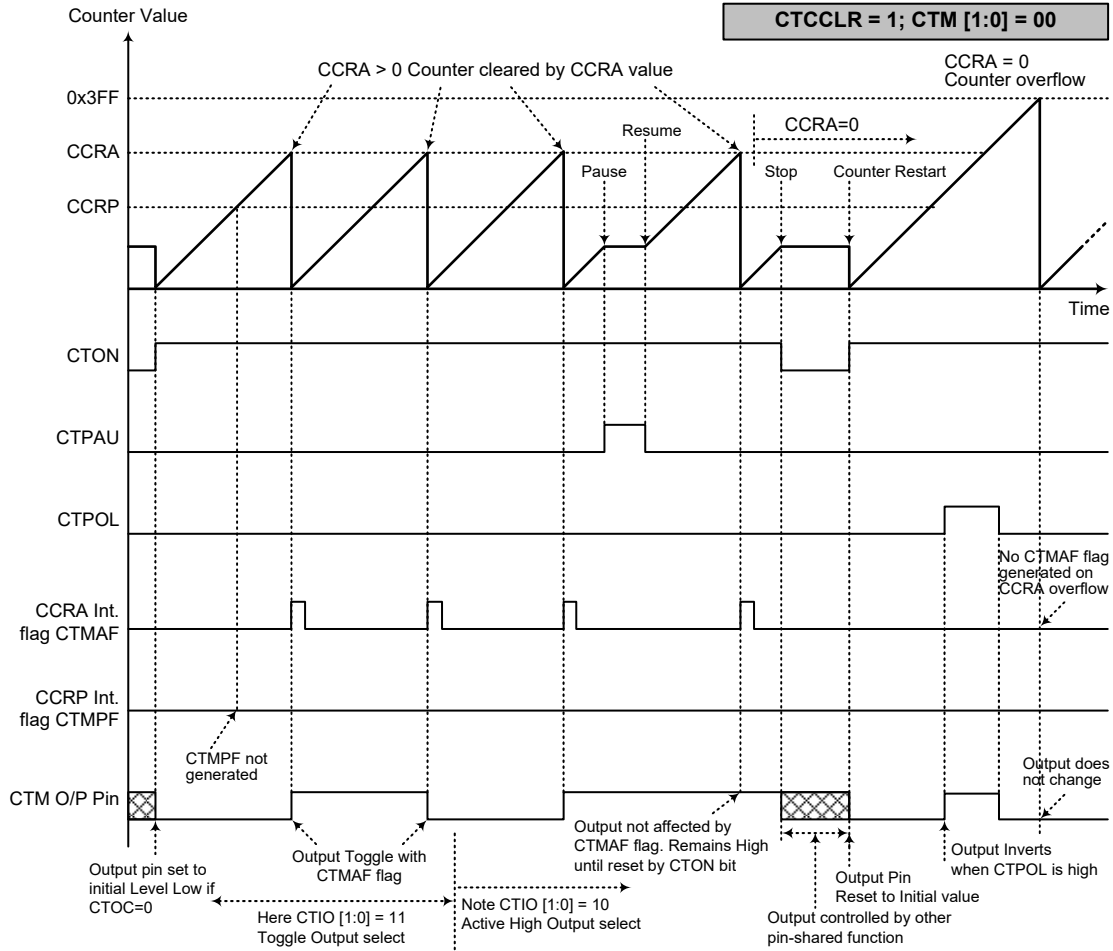 Counter Value
CTCCLR = 1; CTM [1:0] = 00
CCRA > 0 Counter cleared by CCRA value
CCRA = 0
Counter overflow
0x3FF
CCRA=0
Resume
CCRA
Pause
Stop
Counter Restart
CCRP
Time
CTON
CTPAU
CTPOL
No CTMAF flag
generated on
CCRA overflow
CCRA Int.
flag CTMAF
CCRP Int.
flag CTMPF
CTMPF not
generated
CTM O/P Pin
Output does
not change
Output pin set to
initial Level Low if
CTOC=0
Output Toggle with
CTMAF flag
Here CTIO [1:0] = 11
Toggle Output select
Note CTIO [1:0] = 10
Active High Output select
Output not affected by
CTMAF flag. Remains High
until reset by CTON bit
Output Pin
Reset to Initial value
Output controlled by other
pin-shared function
Output Inverts
when CTPOL is high